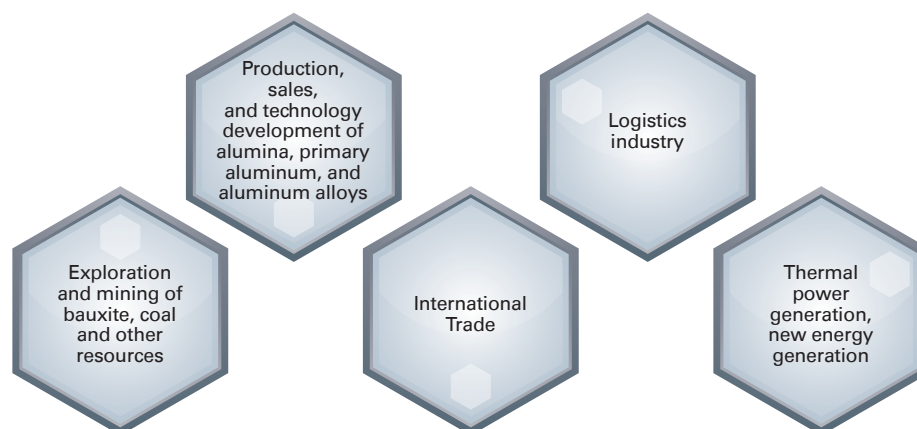 Production,
sales,
and technology
development of
alumina, primary
aluminum, and
aluminum alloys
Logistics
industry
Exploration
and mining of
bauxite, coal
and other
resources
International
Trade
Thermal
power
generation,
new energy
generation